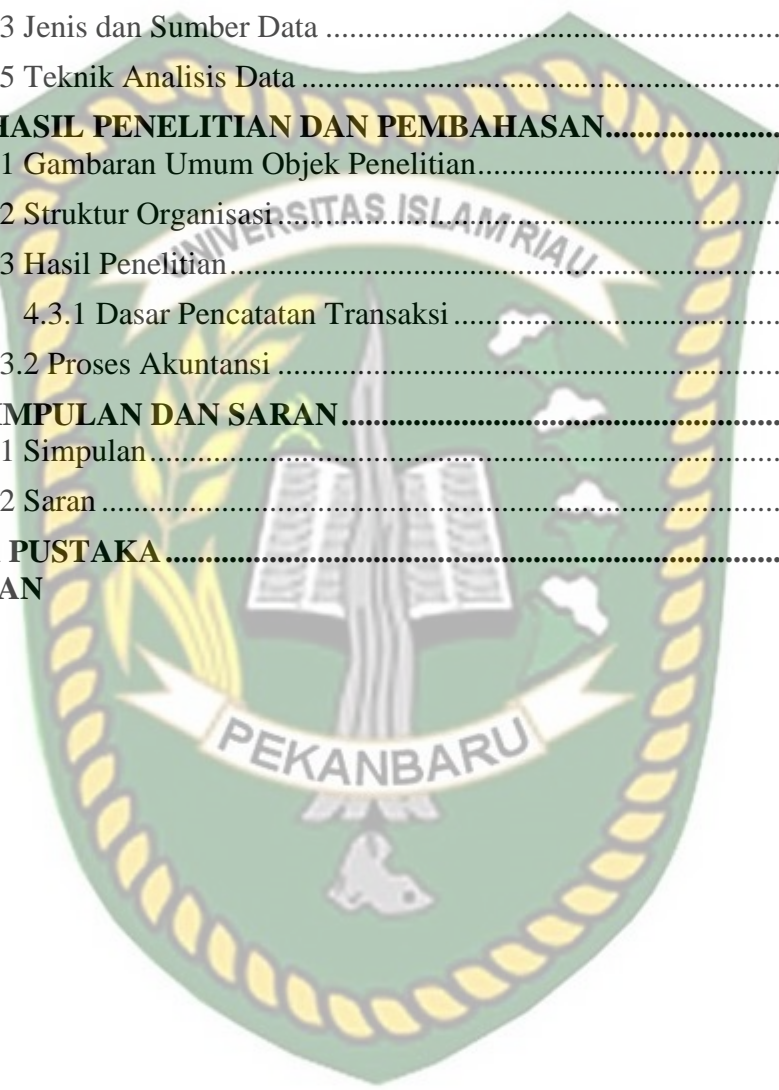 3 Jenis dan Sumber Data ....................................................................
5 Teknik Analisis Data ......................................................................
HASIL PENELITIAN DAN PEMBAHASAN.........................
1 Gambaran Umum Objek Penelitian............................................
2 Struktur Organisasi......................................................................
3 Hasil Penelitian............................................................................
4.3.1 Dasar Pencatatan Transaksi ................................................
3.2 Proses Akuntansi ......................................................................
IMPULAN DAN SARAN..............................................................
1 Simpulan......................................................................................
2 Saran ............................................................................................
PUSTAKA....................................................................................
AN
UNIVERSITAS ISLAM RIAU
PEKANBARU